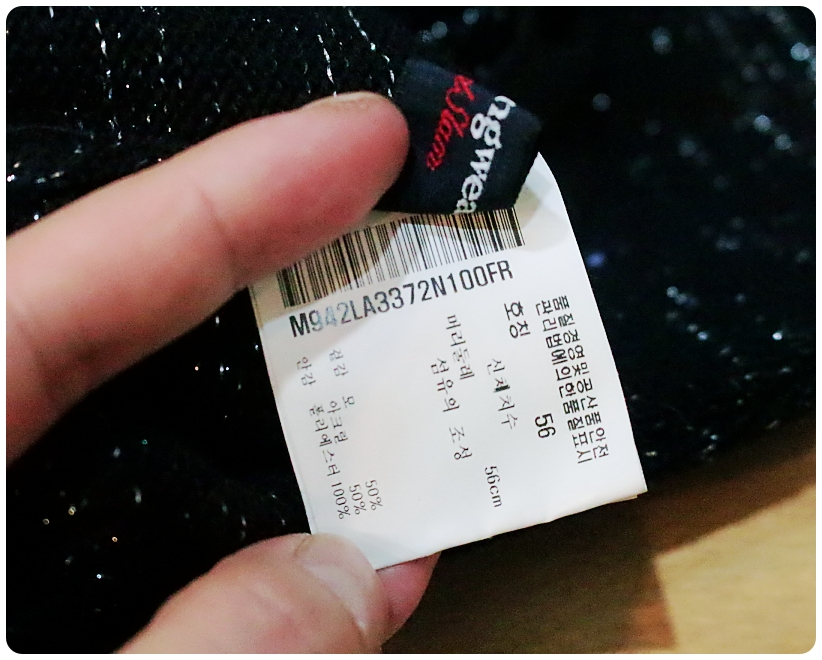 hgwea
Slam
M942LA3372N100FR
품질경영및공산품안전
관리법에의한품질표시
호칭 56
신체치수
머리둘레 56cm
섬유의 조성
겉감 모 50%
아크릴 50%
안감 폴리에스터 100%